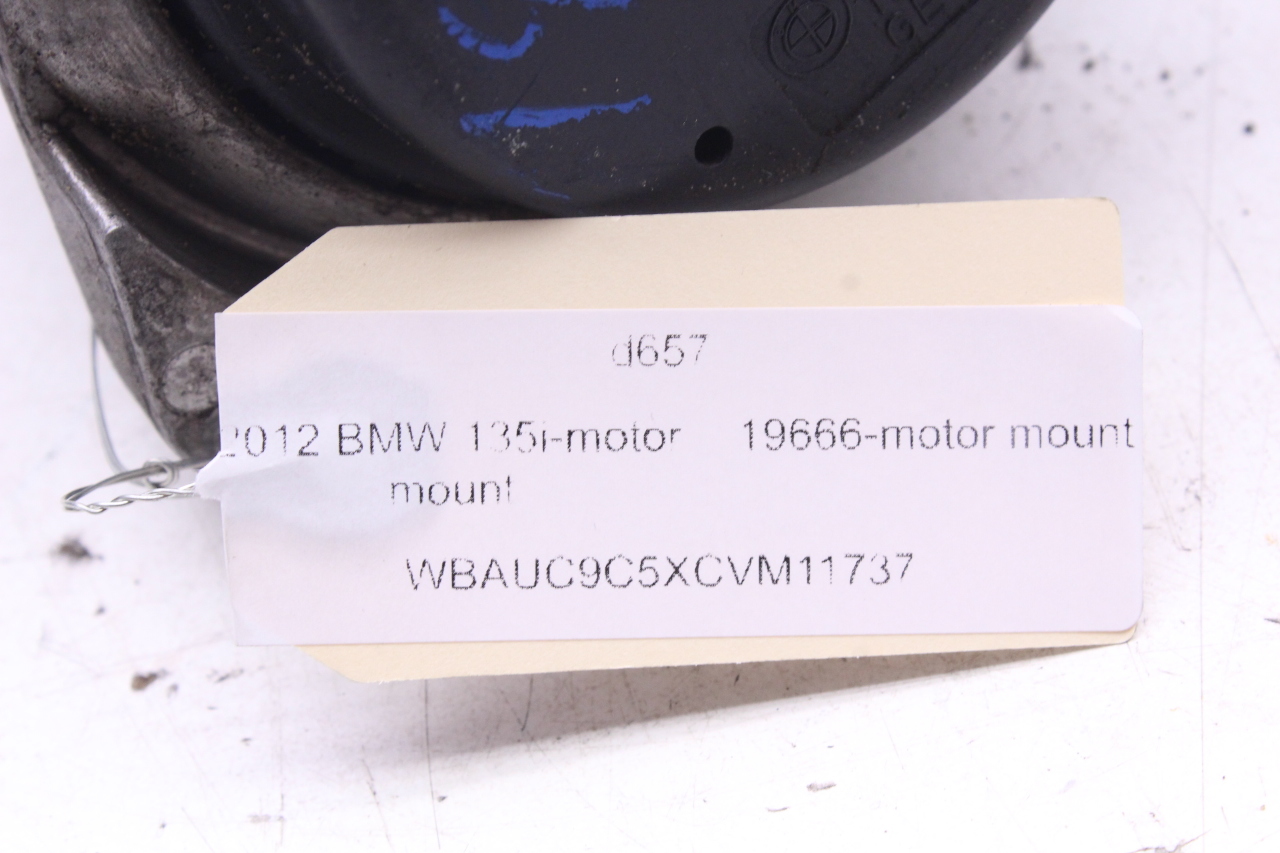 d657
2012 BMW 135i-motor 19666-motor mount
mount
WBAUC9C5XCVM11737